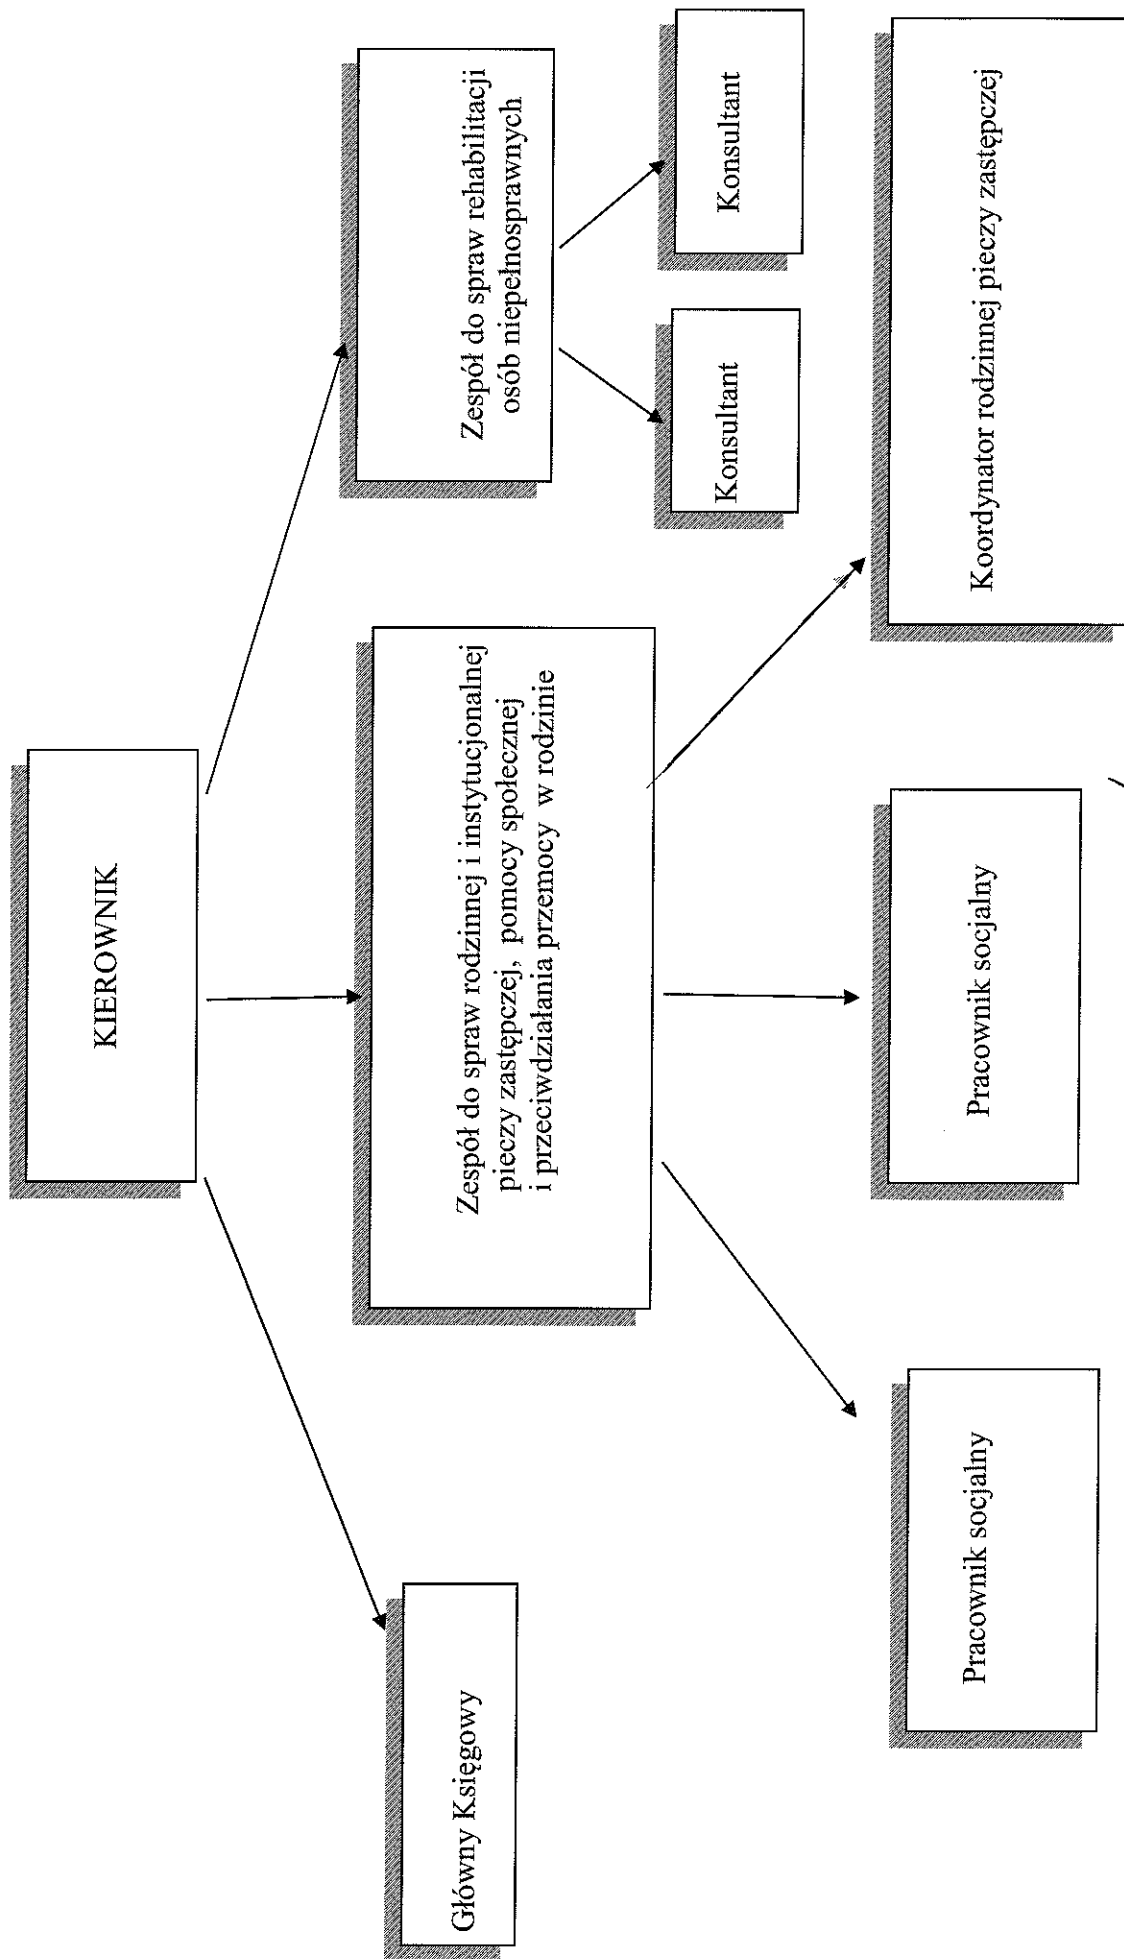 KIEROWNIK
Główny Księgowy
Zespół do spraw rodzinnej i instytucjonalnej
pieczy zastępczej, pomocy społecznej
i przeciwdziałania przemocy w rodzinie
Zespół do spraw rehabilitacji
osób niepełnosprawnych
Konsultant
Konsultant
Pracownik socjalny
Pracownik socjalny
Koordynator rodzinnej pieczy zastępczej